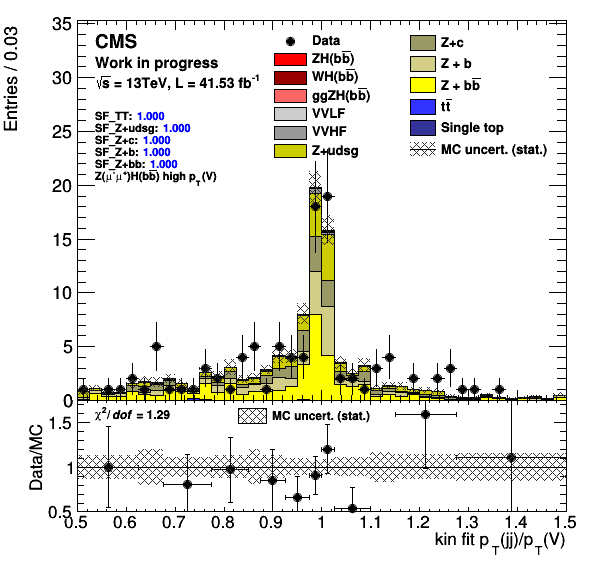 Entries / 0.03
35
30
25
20
15
10
5
0
CMS
Work in progress
√s = 13TeV, L = 41.53 fb⁻¹
SF_TT: 1.000
SF_Z+udsg: 1.000
SF_Z+c: 1.000
SF_Z+b: 1.000
SF_Z+bb: 1.000
Z(μ⁻μ⁺)H(bb̅) high p_T(V)
Data
ZH(bb̅)
WH(bb̅)
ggZH(bb̅)
VVLF
VVHF
Z+udsg
Z+c
Z + b
Z + bb̅
tt̅
Single top
MC uncert. (stat.)
Data/MC
1.5
1
0.5
χ²/dof = 1.29
MC uncert. (stat.)
0.5 0.6 0.7 0.8 0.9 1 1.1 1.2 1.3 1.4 1.5
kin fit p_T(jj)/p_T(V)